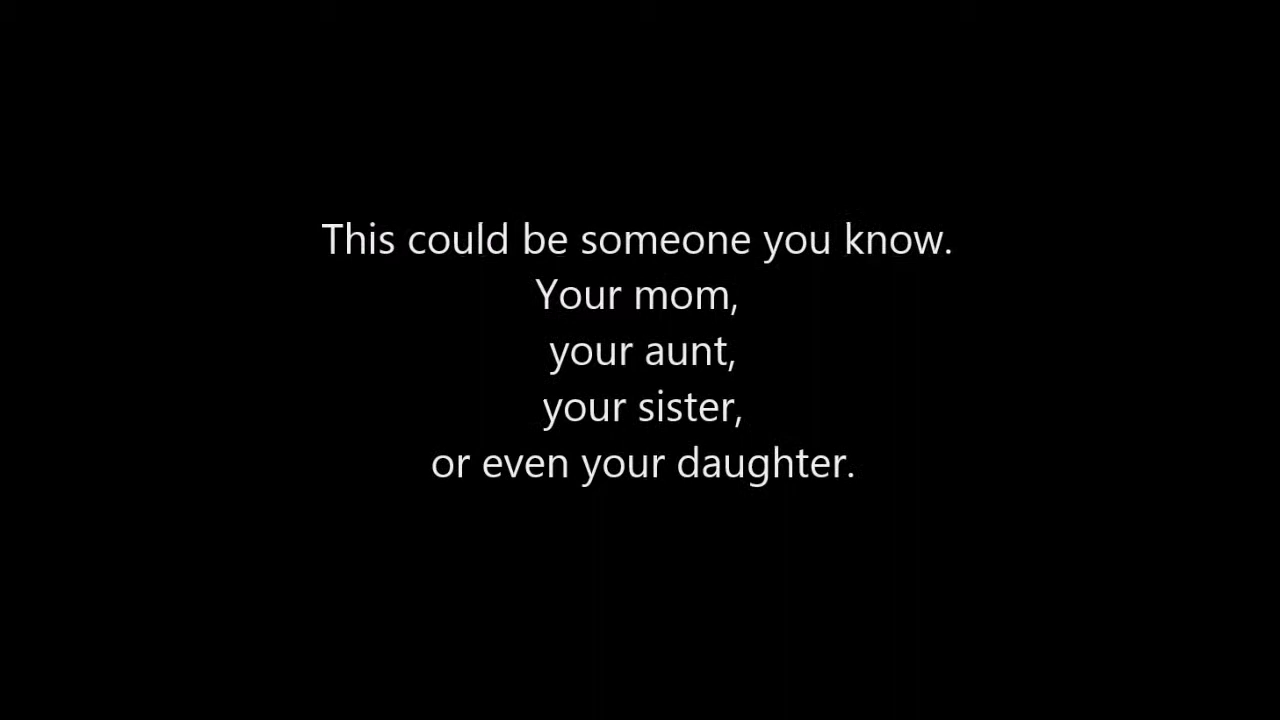 This could be someone you know.
Your mom,
your aunt,
your sister,
or even your daughter.